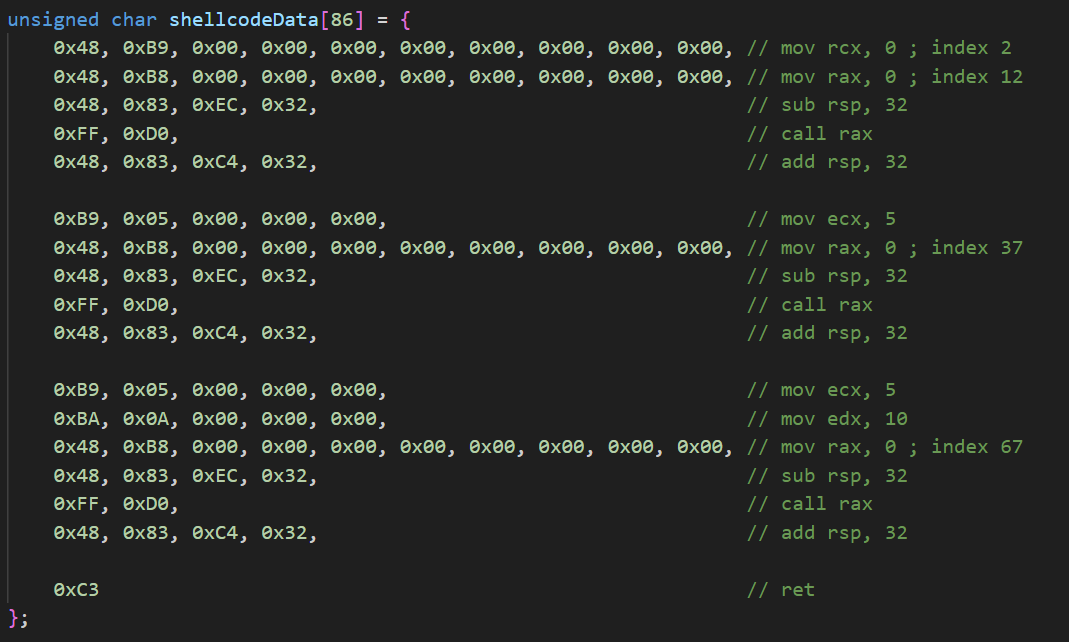 unsigned char shellcodeData[86] = {
0x48, 0xB9, 0x00, 0x00, 0x00, 0x00, 0x00, 0x00, 0x00, 0x00, // mov rcx, 0 ; index 2
0x48, 0xB8, 0x00, 0x00, 0x00, 0x00, 0x00, 0x00, 0x00, 0x00, // mov rax, 0 ; index 12
0x48, 0x83, 0xEC, 0x32, // sub rsp, 32
0xFF, 0xD0, // call rax
0x48, 0x83, 0xC4, 0x32, // add rsp, 32
0xB9, 0x05, 0x00, 0x00, 0x00, // mov ecx, 5
0x48, 0xB8, 0x00, 0x00, 0x00, 0x00, 0x00, 0x00, 0x00, 0x00, // mov rax, 0 ; index 37
0x48, 0x83, 0xEC, 0x32, // sub rsp, 32
0xFF, 0xD0, // call rax
0x48, 0x83, 0xC4, 0x32, // add rsp, 32
0xB9, 0x05, 0x00, 0x00, 0x00, // mov ecx, 5
0xBA, 0x0A, 0x00, 0x00, 0x00, // mov edx, 10
0x48, 0xB8, 0x00, 0x00, 0x00, 0x00, 0x00, 0x00, 0x00, 0x00, // mov rax, 0 ; index 67
0x48, 0x83, 0xEC, 0x32, // sub rsp, 32
0xFF, 0xD0, // call rax
0x48, 0x83, 0xC4, 0x32, // add rsp, 32
0xC3 // ret
};